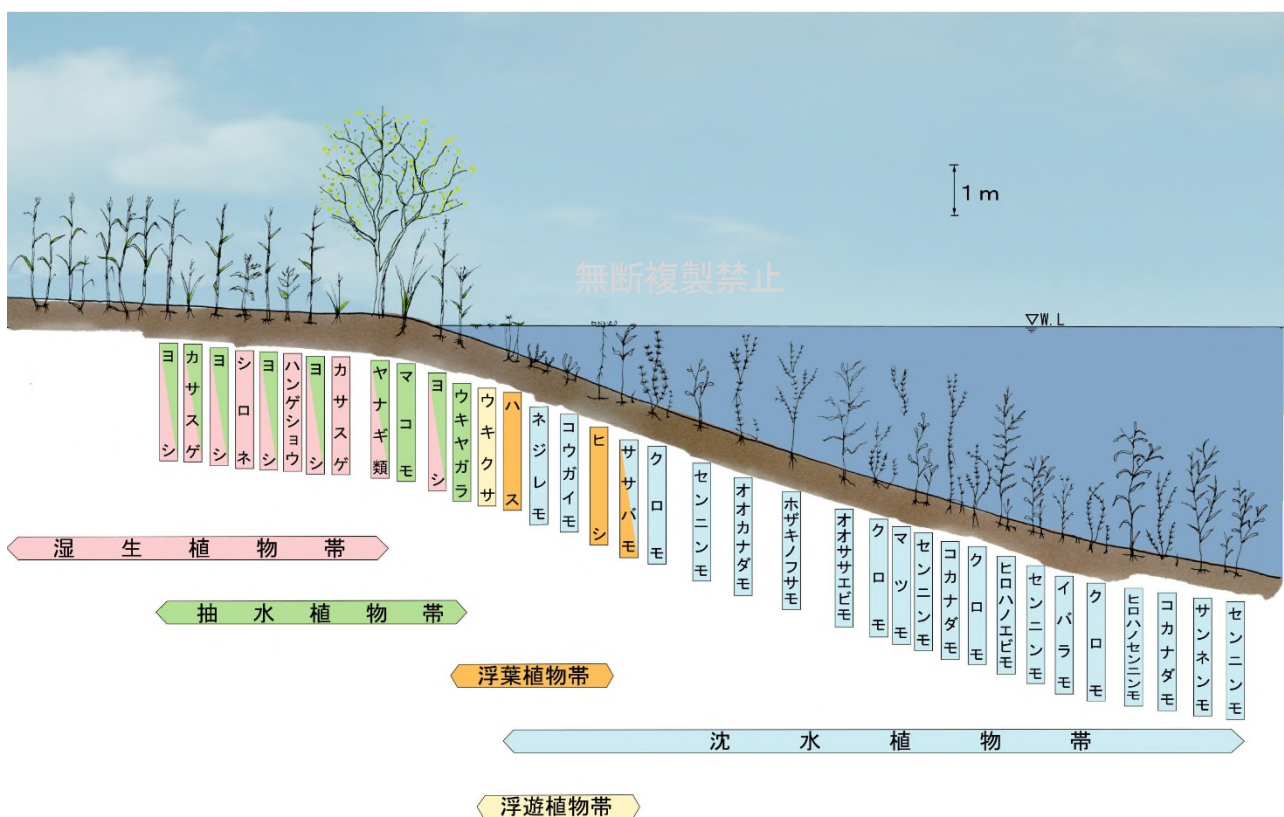 1 m
無断複製禁止
▽W.L
ヨシ
カサスゲ
ヨシ
シロネ
ヨシ
ハンゲショウ
ヨシ
カサスゲ
ヤナギ類
マコモ
ヨシ
ウキヤガラ
ウキクサ
ハス
ネジレモ
コウガイモ
ヒシ
ササバモ
クロモ
センニンモ
オオカナダモ
ホザキノフサモ
オオササエビモ
クロモ
マツモ
センニンモ
コカナダモ
クロモ
ヒロハノエビモ
センニンモ
イバラモ
クロモ
ヒロハノセンニンモ
コカナダモ
サンネンモ
センニンモ
湿生植物帯
抽水植物帯
浮葉植物帯
沈水植物帯
浮遊植物帯